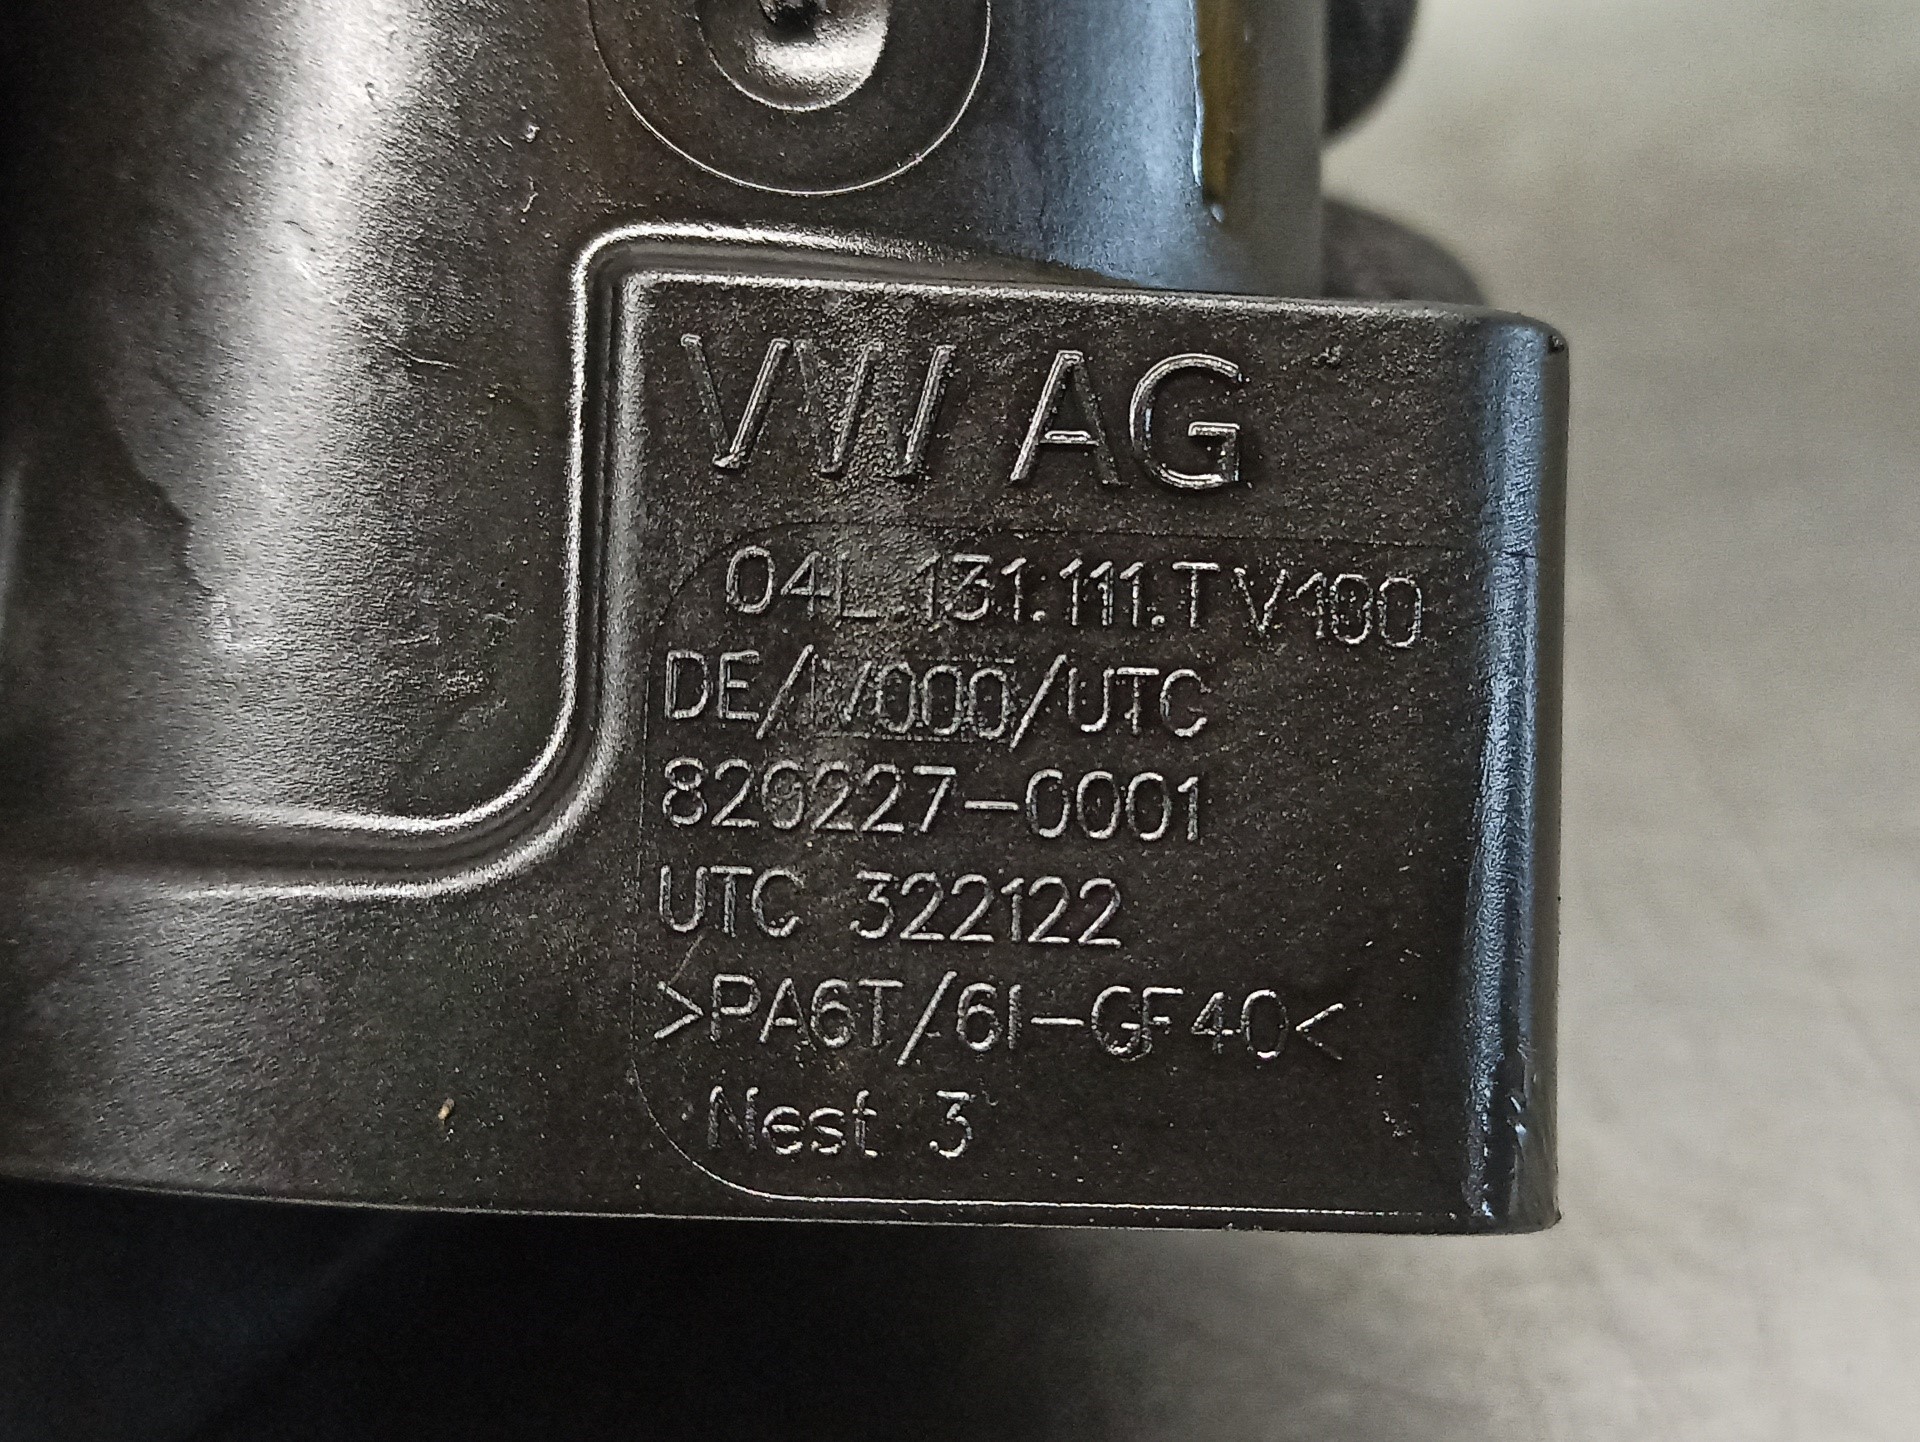 VW AG
04L.131.111.T V100
DE/ V000/UTC
820227-0001
UTC 322122
>PA6T/6I-GF40<
Nest 3